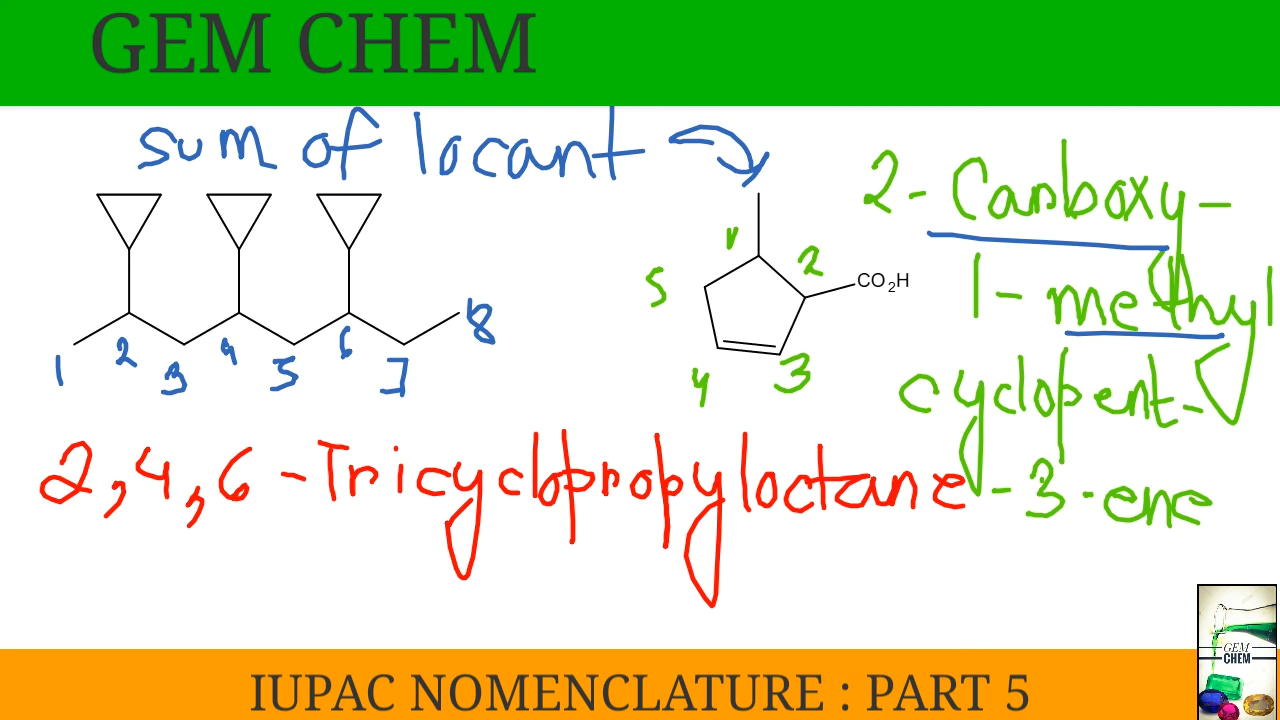 GEM CHEM
sum of locant
2-Carboxy-
1-methyl
cyclopent-
-3-ene
CO2H
1 2 3 4 5 6 7 8
1 2 3 4 5
2,4,6-Tricyclopropyloctane
GEM
CHEM
IUPAC NOMENCLATURE : PART 5